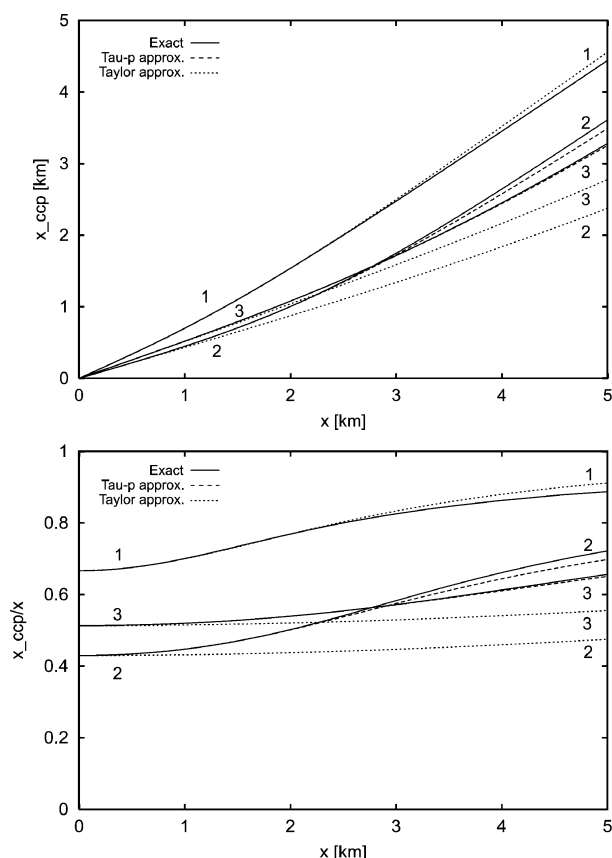 5
4
3
2
1
0
x_ccp [km]
Exact
Tau-p approx.
Taylor approx.
1
2
3
3
2
1
3
2
0 1 2 3 4 5
x [km]
1
0.8
0.6
0.4
0.2
0
x_ccp/x
Exact
Tau-p approx.
Taylor approx.
1
2
3
3
2
1
3
2
0 1 2 3 4 5
x [km]